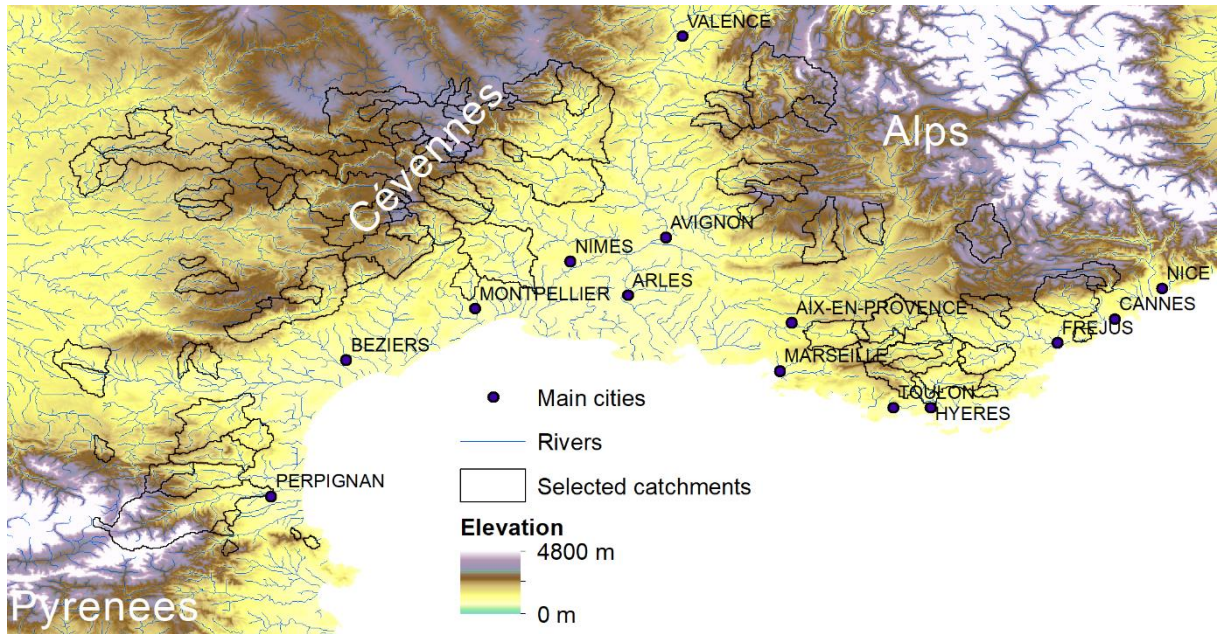 VALENCE
Alps
Cévennes
AVIGNON
NIMES
NICE
ARLES
MONTPELLIER
CANNES
AIX-EN-PROVENCE
FREJUS
BEZIERS
MARSEILLE
TOULON
HYERES
Main cities
Rivers
PERPIGNAN
Selected catchments
Elevation
4800 m
0 m
Pyrenees